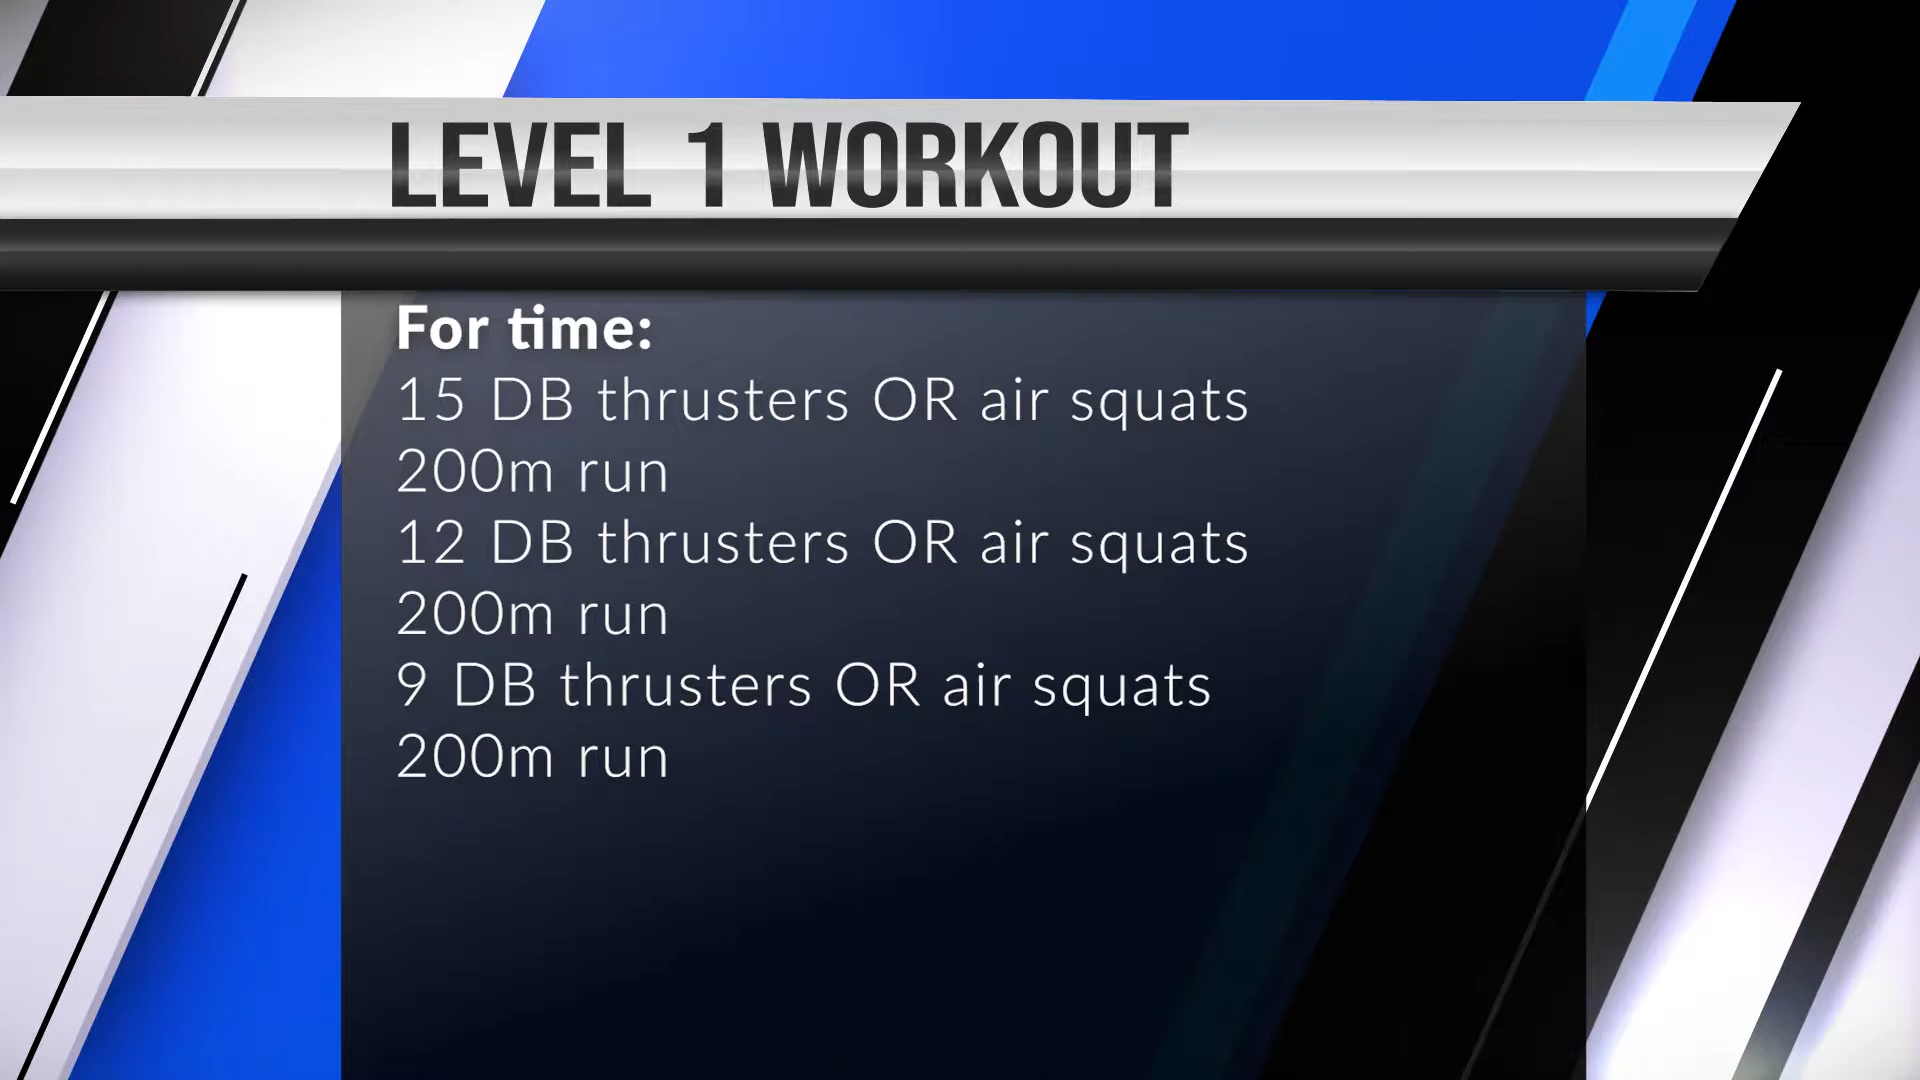 LEVEL 1 WORKOUT
For time:
15 DB thrusters OR air squats
200m run
12 DB thrusters OR air squats
200m run
9 DB thrusters OR air squats
200m run